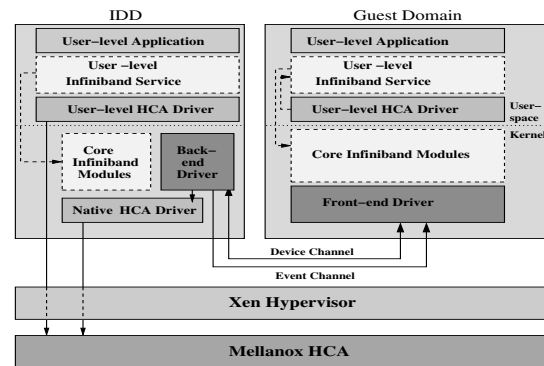 IDD
User-level Application
User-level
Infiniband Service
User-level HCA Driver
Core
Infiniband
Modules
Back-
end
Driver
Native HCA Driver
Guest Domain
User-level Application
User-level
Infiniband Service
User-level HCA Driver
User-
space
Kernel
Core Infiniband Modules
Front-end Driver
Device Channel
Event Channel
Xen Hypervisor
Mellanox HCA